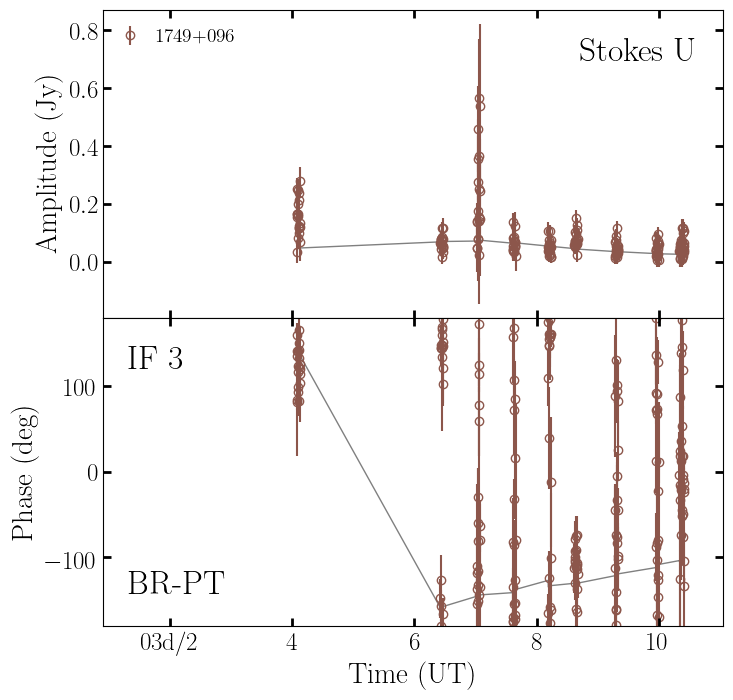 1749+096
Stokes U
0.8
0.6
0.4
0.2
0.0
Amplitude (Jy)
IF 3
100
0
−100
Phase (deg)
BR-PT
03d/2 4 6 8 10
Time (UT)